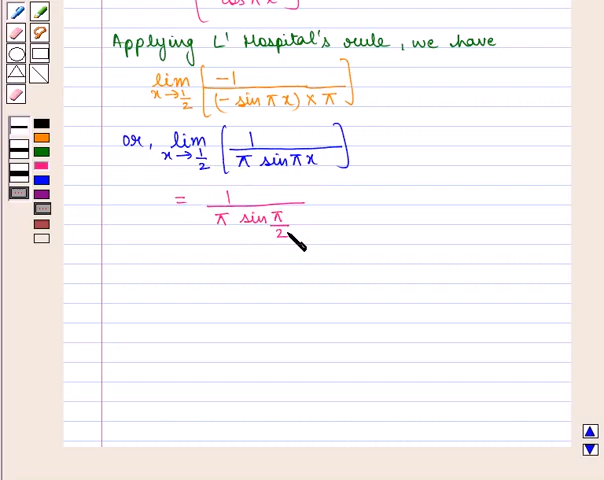 cos πx
Applying L' Hospital's rule, we have
lim x→1/2 [ -1 / (- sin π x) × π ]
or, lim x→1/2 [ 1 / π sin π x ]
= 1 / π sin π/2